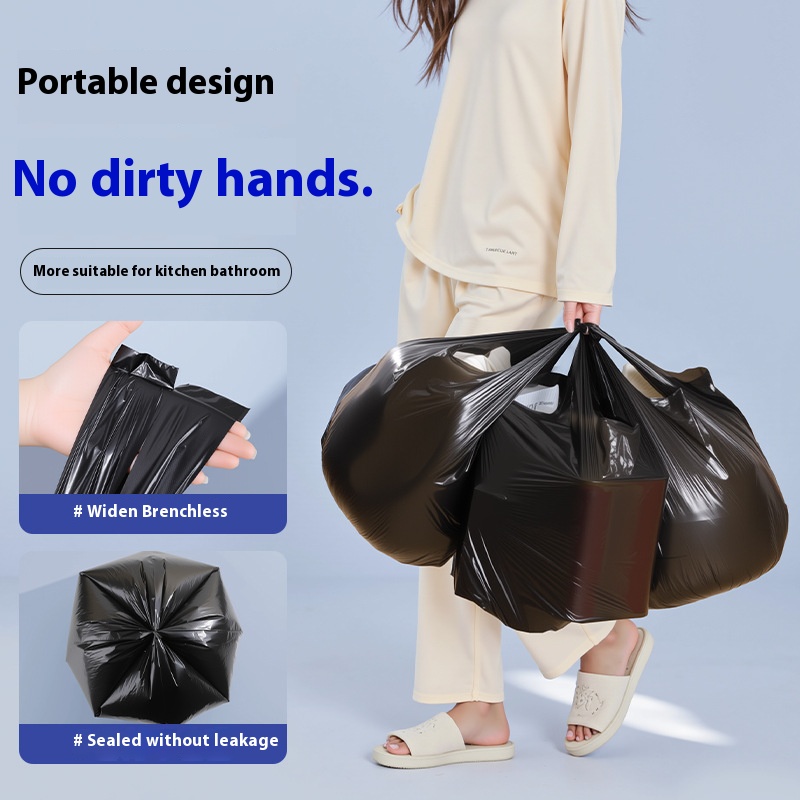 Portable design
No dirty hands.
More suitable for kitchen bathroom
# Widen Brenchless
# Sealed without leakage